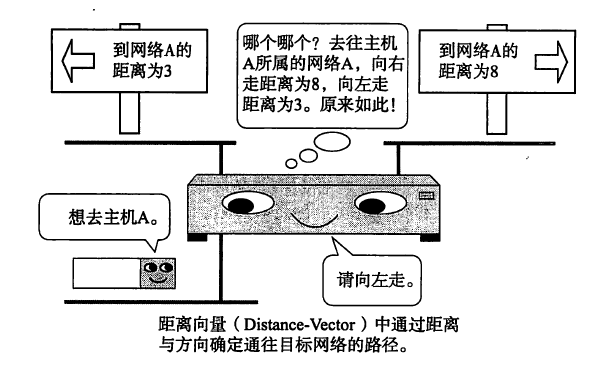 到网络A的
距离为3
哪个哪个？去往主机
A所属的网络A，向右
走距离为8，向左走
距离为3。原来如此！
到网络A的
距离为8
想去主机A。
请向左走。
距离向量（Distance-Vector）中通过距离
与方向确定通往目标网络的路径。